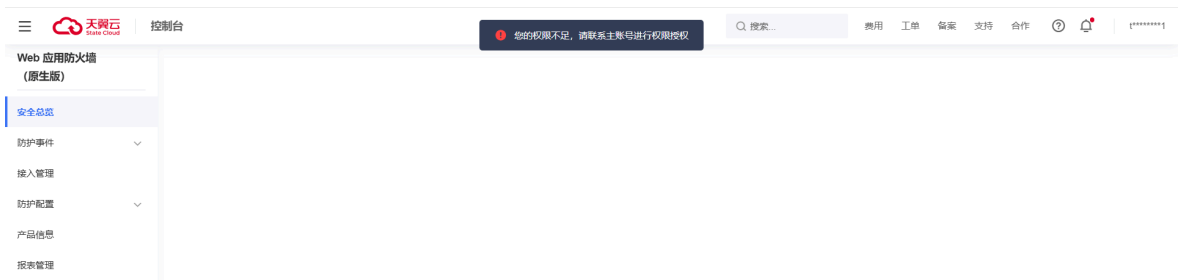 天翼云
State Cloud
控制台
您的权限不足，请联系主账号进行权限授权
搜索...
费用 工单 备案 支持 合作
t********1
Web 应用防火墙
（原生版）
安全总览
防护事件
接入管理
防护配置
产品信息
报表管理